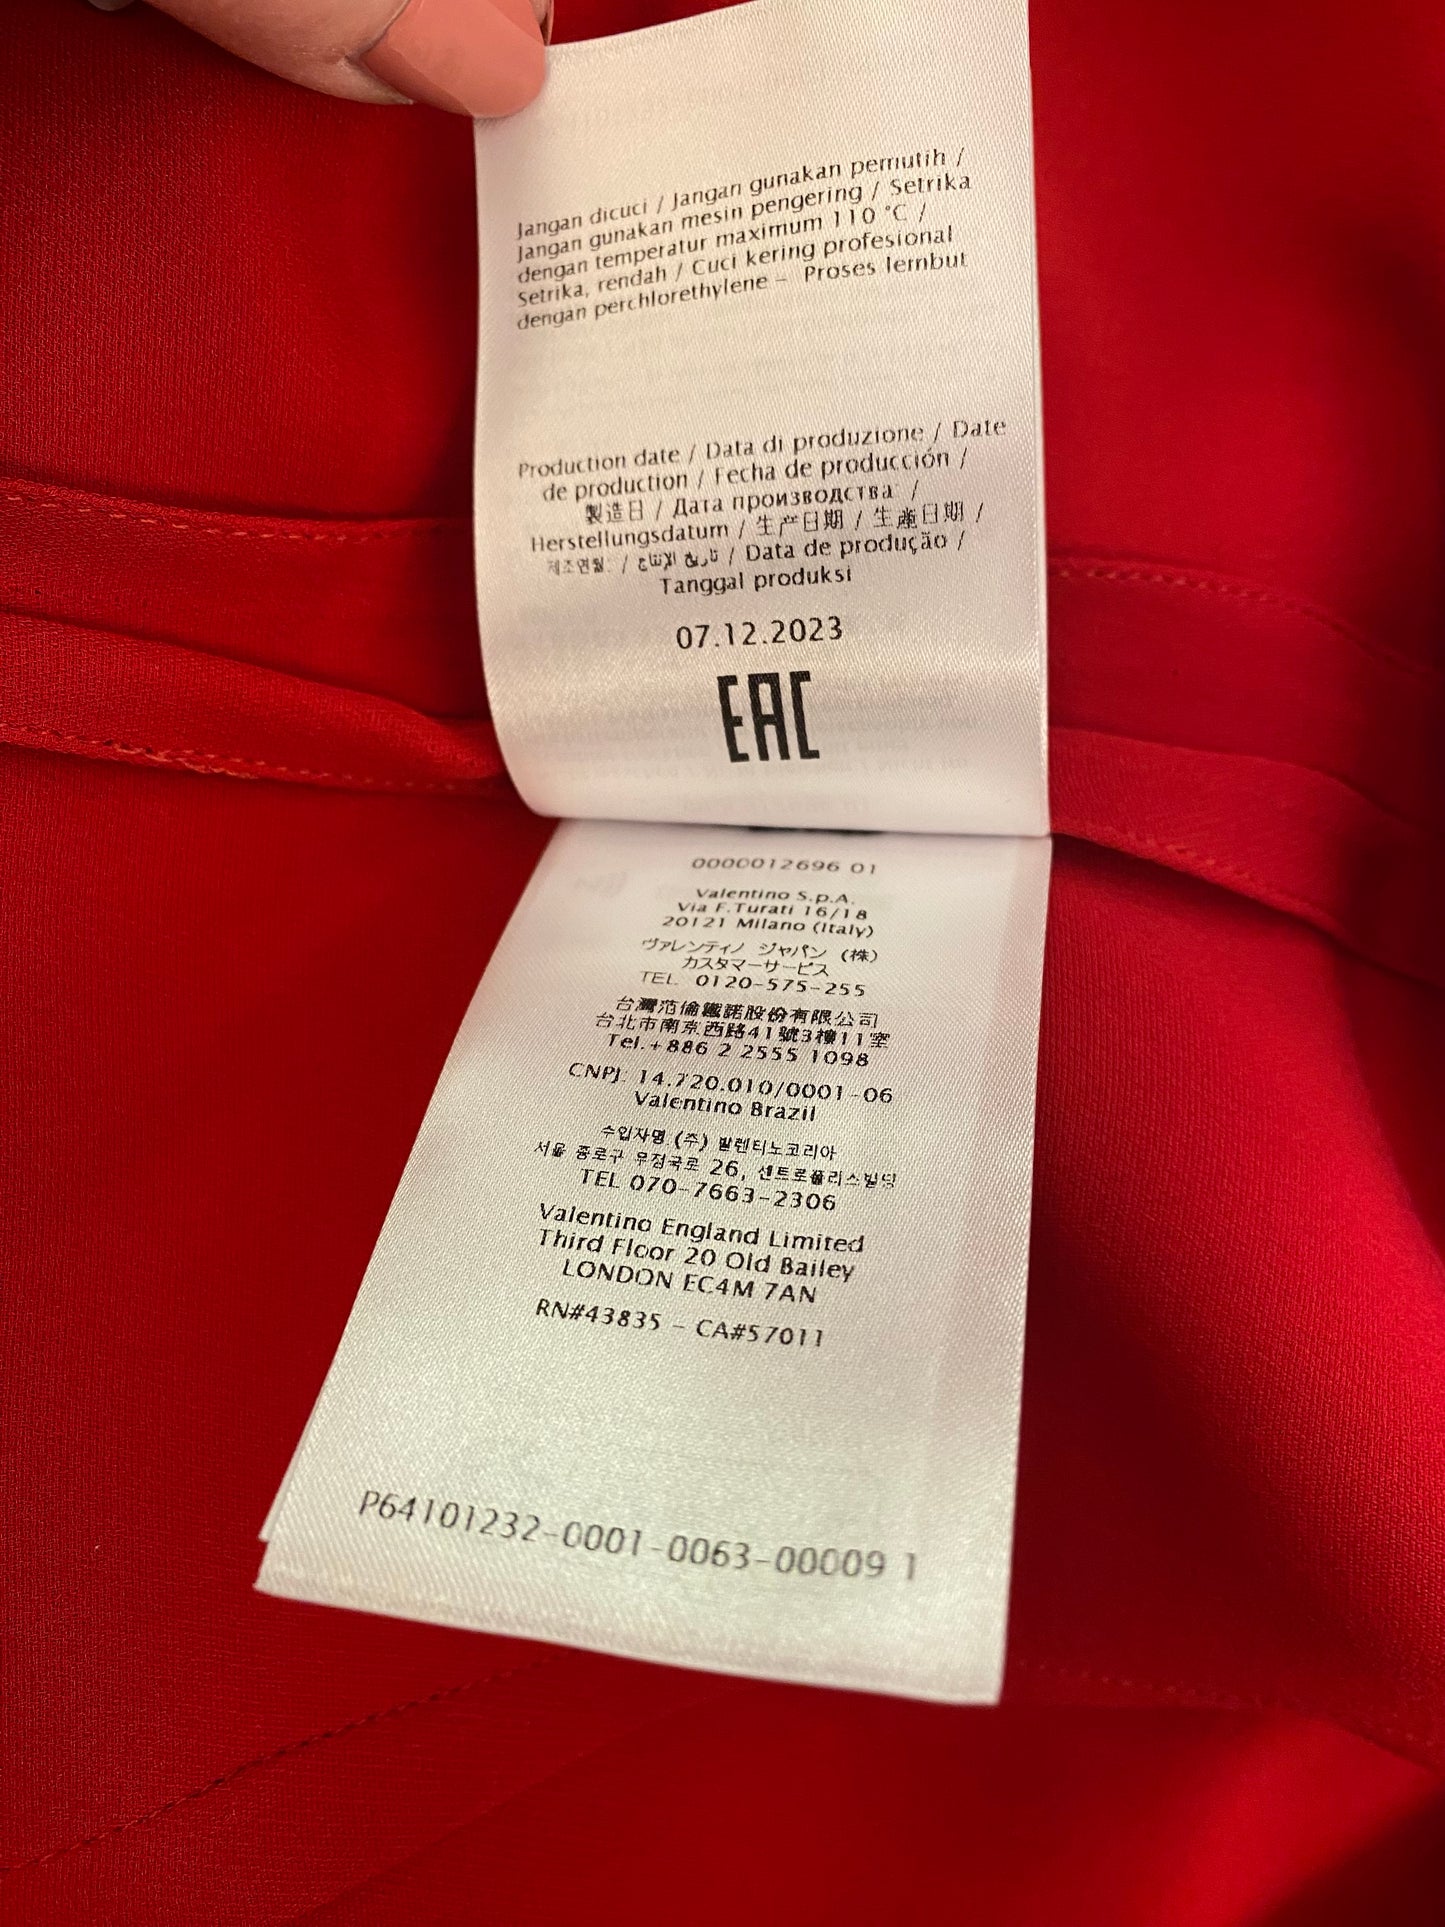 Jangan dicuci / Jangan gunakan pemutih /
Jangan gunakan mesin pengering / Setrika
dengan temperatur maximum 110 °C /
Setrika, rendah / Cuci kering profesional
dengan perchlorethylene – Proses lembut
Production date / Data di produzione / Date
de production / Fecha de producción /
製造日 / Дата производства: /
Herstellungsdatum / 生产日期 / 生產日期 /
제조연월: / تاريخ الإنتاج / Data de produção /
Tanggal produksi
07.12.2023
EAC
0000012696 01
Valentino S.p.A.
Via F.Turati 16/18
20121 Milano (Italy)
ヴァレンティノ ジャパン (株)
カスタマーサービス
TEL. 0120-575-255
台灣范倫鐵諾股份有限公司
台北市南京西路41號3樓11室
Tel.+886 2 2555 1098
CNPJ: 14.720.010/0001-06
Valentino Brazil
수입자명 (주) 발렌티노코리아
서울 종로구 우정국로 26, 센트로폴리스빌딩
TEL 070-7663-2306
Valentino England Limited
Third Floor 20 Old Bailey
LONDON EC4M 7AN
RN#43835 - CA#57011
P64101232-0001-0063-00009 1